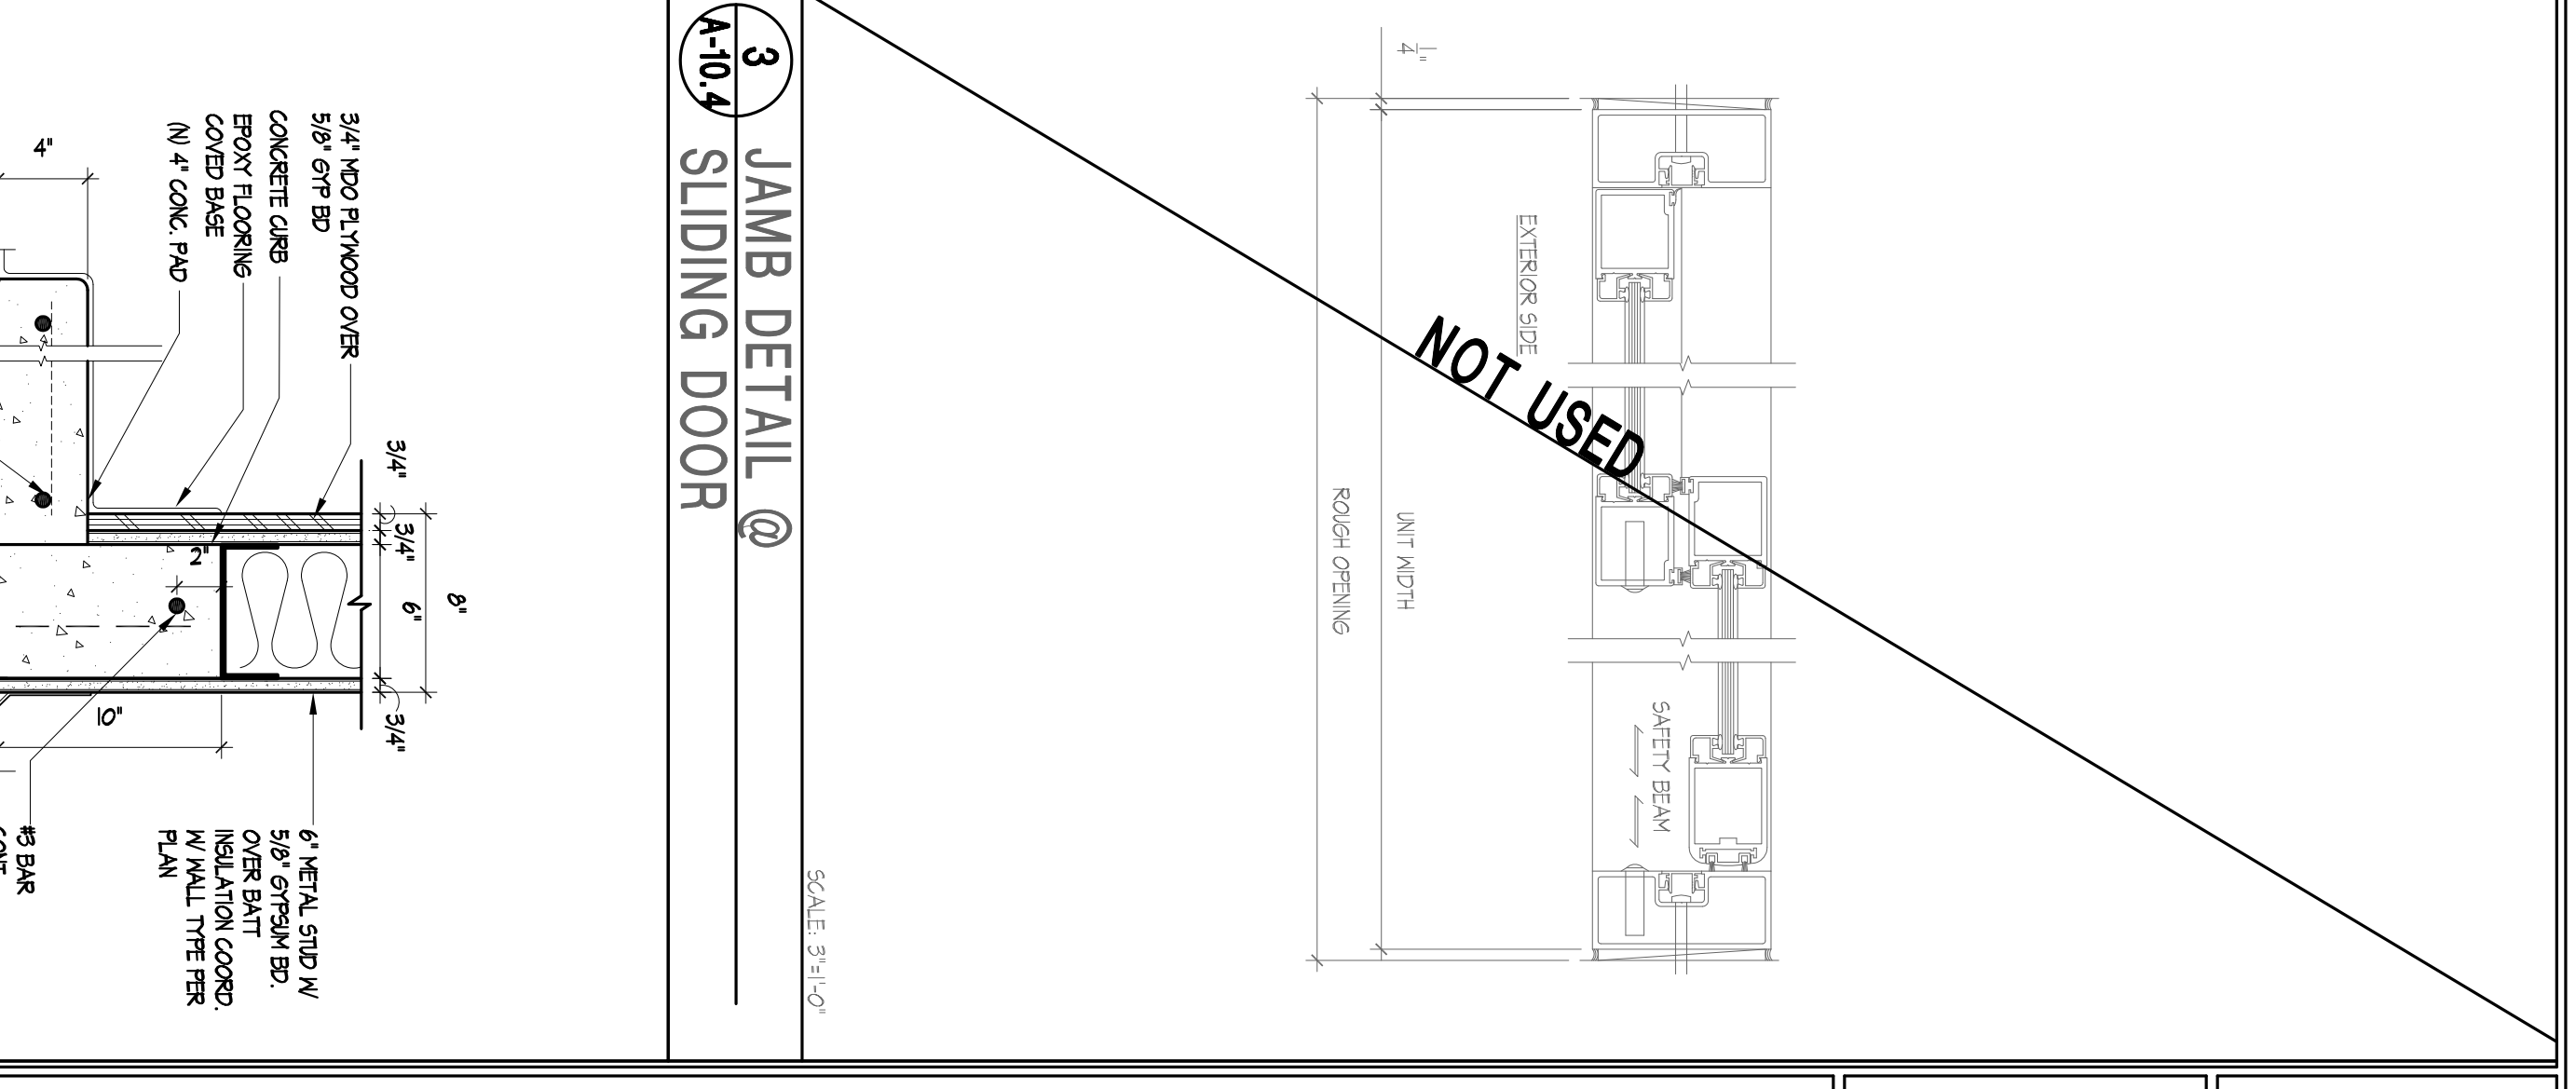 1/4"
EXTERIOR SIDE
NOT USED
UNIT WIDTH
ROUGH OPENING
SAFETY BEAM
3
A-10.4
JAMB DETAIL @
SLIDING DOOR
SCALE: 3"=1'-0"
3/4" MDO PLYWOOD OVER
5/8" GYP BD
CONCRETE CURB
EPOXY FLOORING
COVED BASE
(N) 4" CONC. PAD
4"
3/4"
3/4"
6"
8"
3/4"
2"
10"
6" METAL STUD W/
5/8" GYPSUM BD.
OVER BATT
INSULATION COORD.
W/ WALL TYPE PER
PLAN
#3 BAR